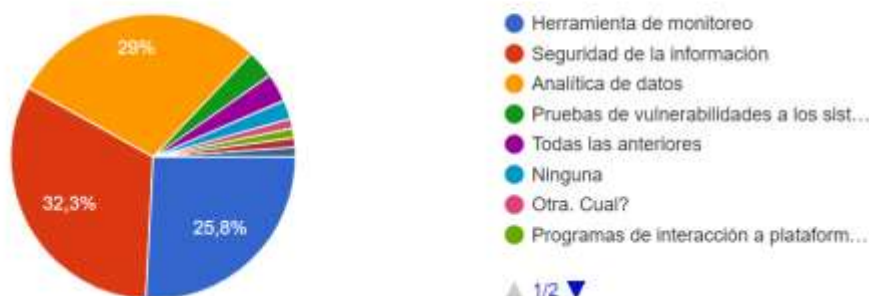 29%
32,3%
25,8%
Herramienta de monitoreo
Seguridad de la información
Analítica de datos
Pruebas de vulnerabilidades a los sist...
Todas las anteriores
Ninguna
Otra. Cual?
Programas de interacción a plataform...
1/2